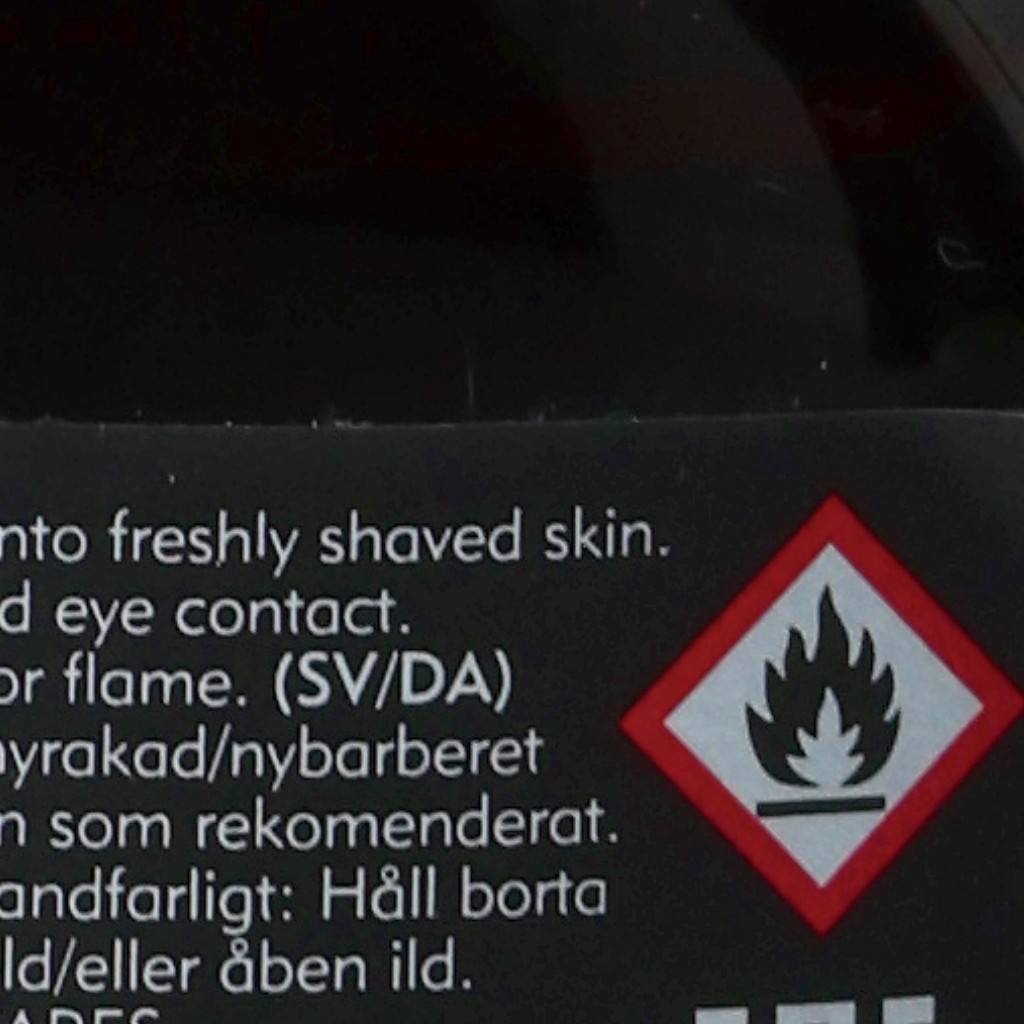 nto freshly shaved skin.
d eye contact.
or flame. (SV/DA)
nyrakad/nybarberet
n som rekomenderat.
andfarligt: Håll borta
ld/eller åben ild.